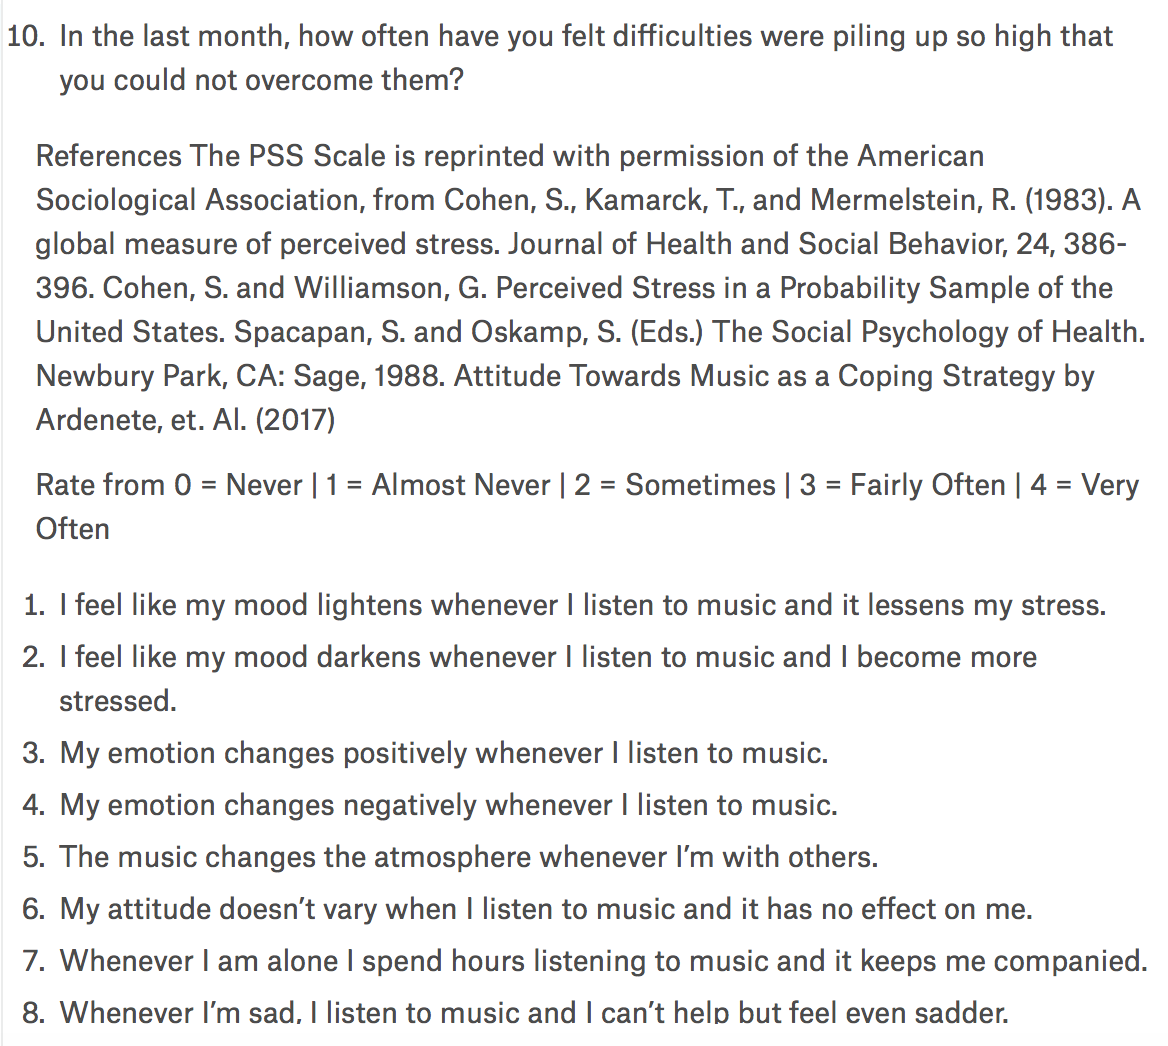 10. In the last month, how often have you felt difficulties were piling up so high that
you could not overcome them?
References The PSS Scale is reprinted with permission of the American
Sociological Association, from Cohen, S., Kamarck, T., and Mermelstein, R. (1983). A
global measure of perceived stress. Journal of Health and Social Behavior, 24, 386-
396. Cohen, S. and Williamson, G. Perceived Stress in a Probability Sample of the
United States. Spacapan, S. and Oskamp, S. (Eds.) The Social Psychology of Health.
Newbury Park, CA: Sage, 1988. Attitude Towards Music as a Coping Strategy by
Ardenete, et. Al. (2017)
Rate from 0 = Never | 1 = Almost Never | 2 = Sometimes | 3 = Fairly Often | 4 = Very
Often
1. I feel like my mood lightens whenever I listen to music and it lessens my stress.
2. I feel like my mood darkens whenever I listen to music and I become more
stressed.
3. My emotion changes positively whenever I listen to music.
4. My emotion changes negatively whenever I listen to music.
5. The music changes the atmosphere whenever I’m with others.
6. My attitude doesn’t vary when I listen to music and it has no effect on me.
7. Whenever I am alone I spend hours listening to music and it keeps me companied.
8. Whenever I’m sad, I listen to music and I can’t help but feel even sadder.